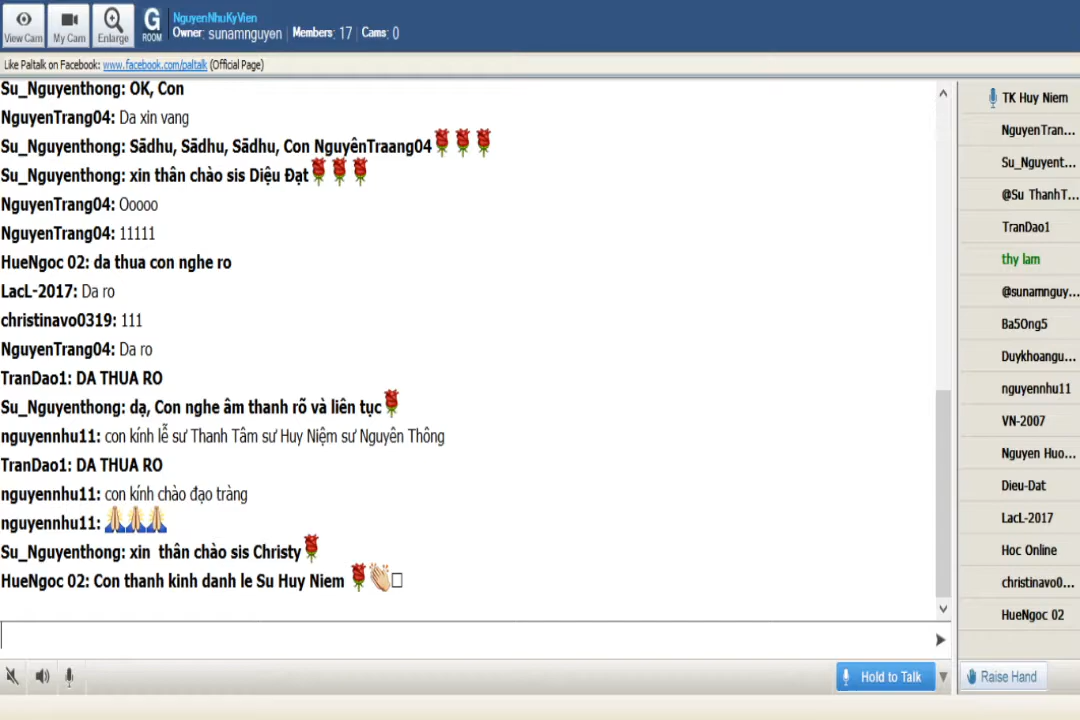 NguyenNhuKyVien
G
ROOM
Owner: sunamnguyen | Members: 17 | Cams: 0
View Cam
My Cam
Enlarge
Like Paltalk on Facebook: www.facebook.com/paltalk (Official Page)
Su_Nguyenthong: OK, Con
NguyenTrang04: Da xin vang
Su_Nguyenthong: Sādhu, Sādhu, Sādhu, Con NguyênTraang04🌹🌹🌹
Su_Nguyenthong: xin thân chào sis Diệu Đạt🌹🌹🌹
NguyenTrang04: Ooooo
NguyenTrang04: 11111
HueNgoc 02: da thua con nghe ro
LacL-2017: Da ro
christinavo0319: 111
NguyenTrang04: Da ro
TranDao1: DA THUA RO
Su_Nguyenthong: dạ, Con nghe âm thanh rõ và liên tục🌹
nguyennhu11: con kính lễ sư Thanh Tâm sư Huy Niệm sư Nguyên Thông
TranDao1: DA THUA RO
nguyennhu11: con kính chào đạo tràng
nguyennhu11: 🙏🙏🙏
Su_Nguyenthong: xin  thân chào sis Christy🌹
HueNgoc 02: Con thanh kinh danh le Su Huy Niem 🌹👏□
TK Huy Niem
NguyenTran...
Su_Nguyent...
@Su ThanhT...
TranDao1
thy lam
@sunamnguy...
Ba5Ong5
Duykhoangu...
nguyennhu11
VN-2007
Nguyen Huo...
Dieu-Dat
LacL-2017
Hoc Online
christinavo0...
HueNgoc 02
Hold to Talk
Raise Hand